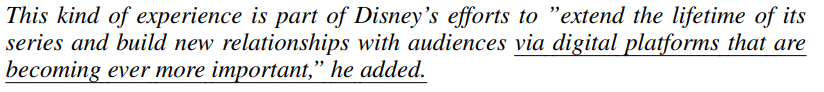 This kind of experience is part of Disney’s efforts to ”extend the lifetime of its
series and build new relationships with audiences via digital platforms that are
becoming ever more important,” he added.